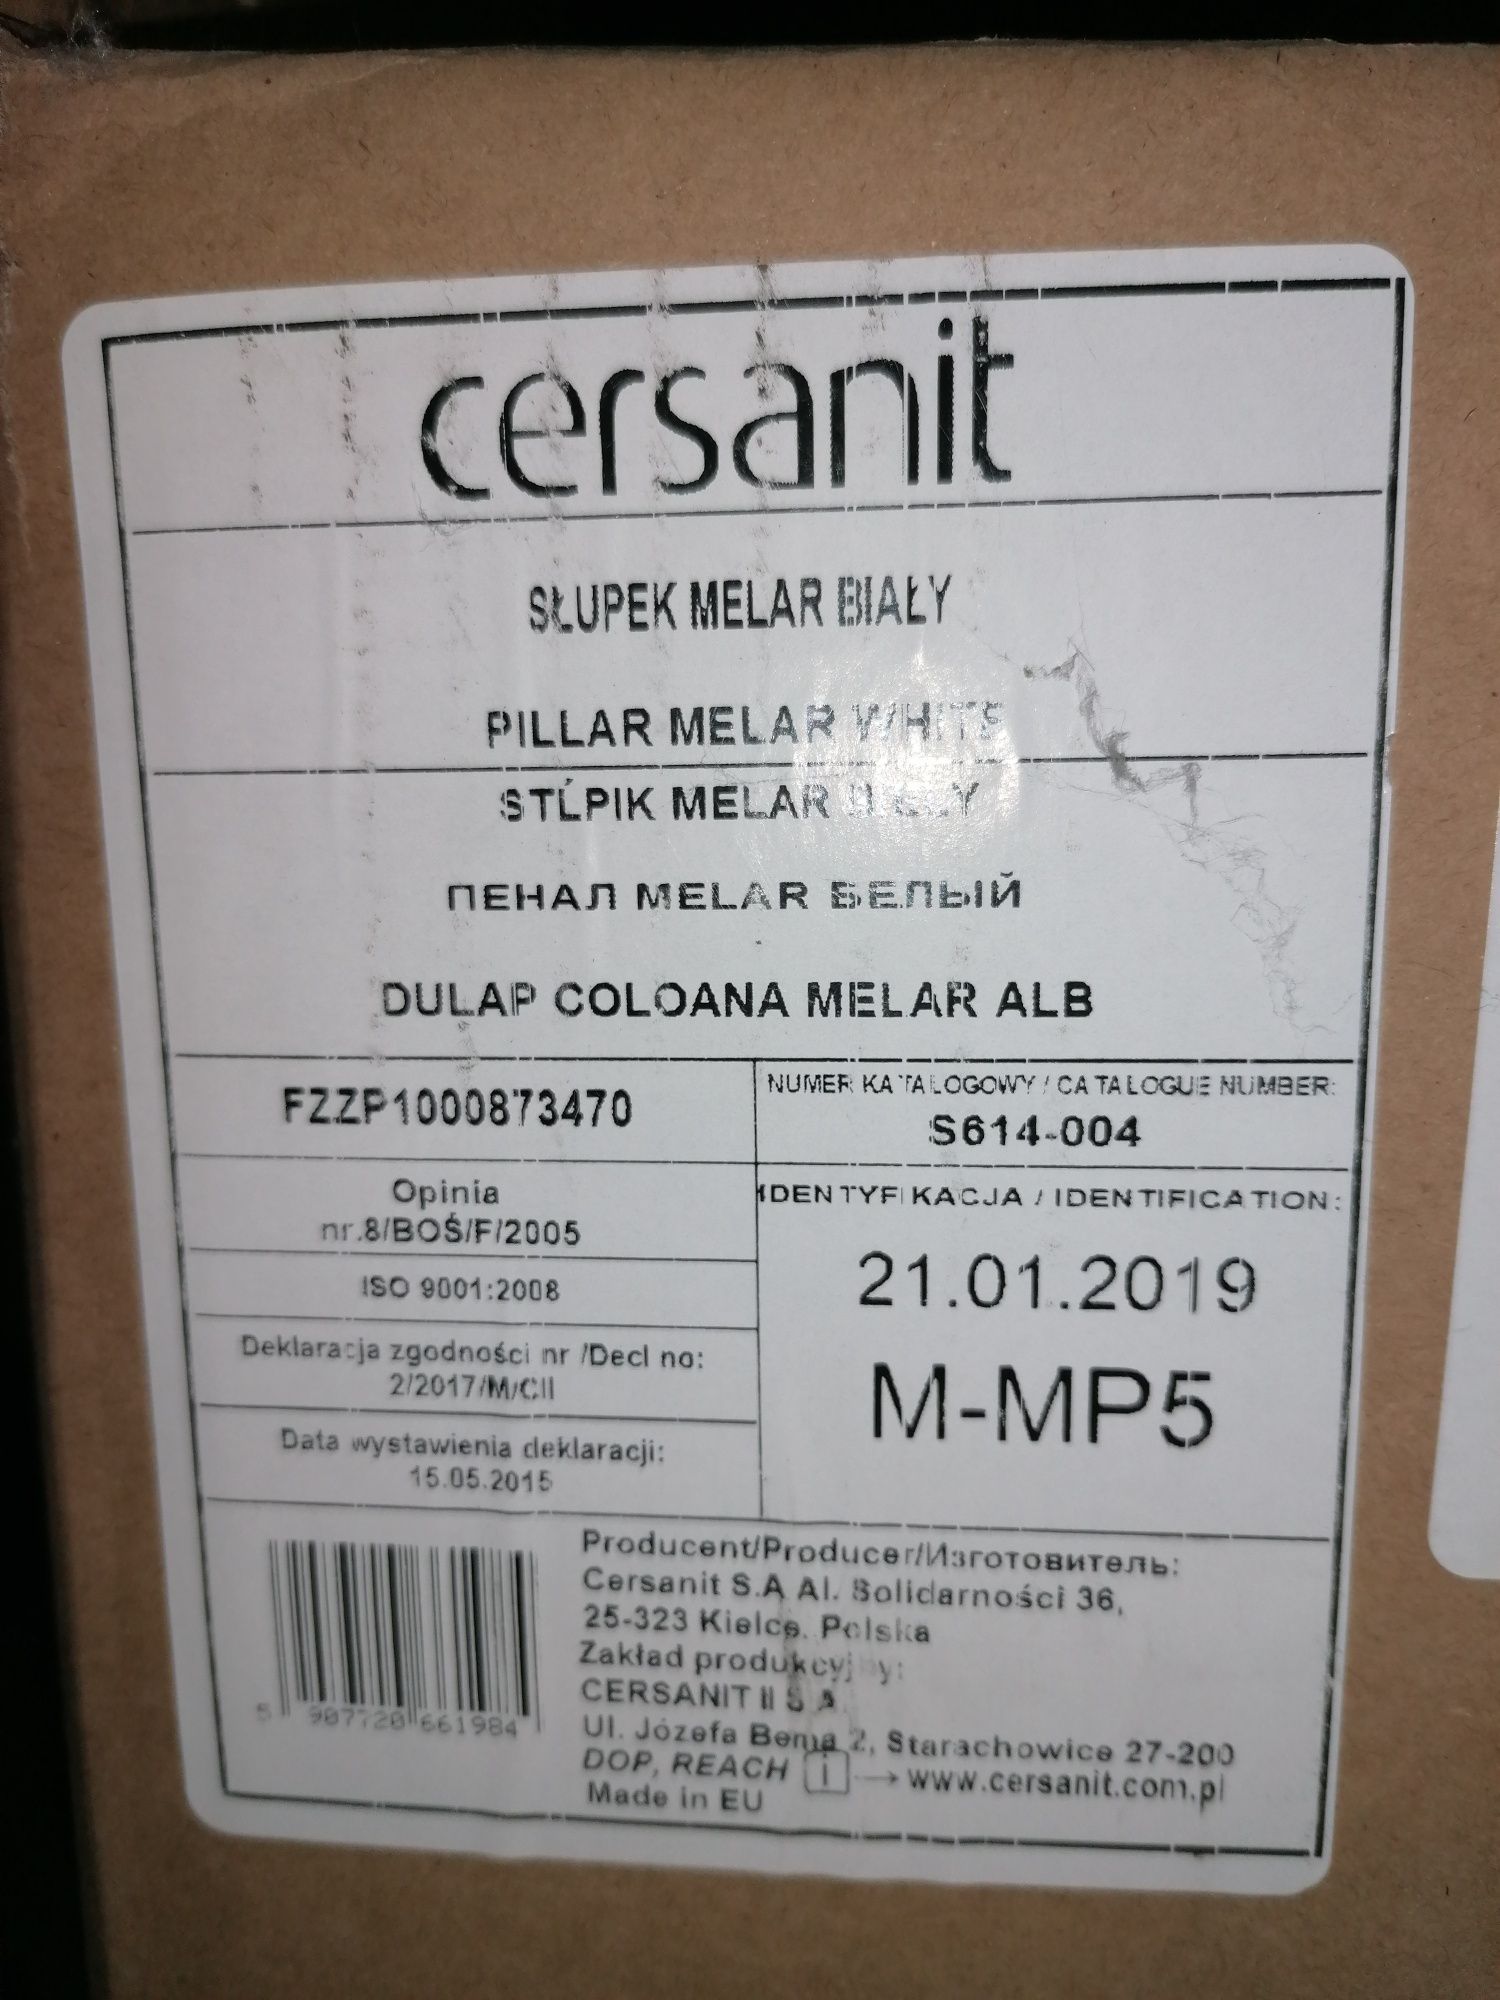 cersanit
SŁUPEK MELAR BIAŁY
PILLAR MELAR WHITE
STĹPIK MELAR
ПЕНАЛ MELAR БЕЛЫЙ
DULAP COLOANA MELAR ALB
FZZP1000873470
NUMER KATALOGOWY / CATALOGUE NUMBER:
S614-004
Opinia
nr.8/BOŚ/F/2005
ISO 9001:2008
Deklaracja zgodności nr /Decl no:
2/2017/M/CII
Data wystawienia deklaracji:
15.05.2015
IDENTYFIKACJA / IDENTIFICATION:
21.01.2019
M-MP5
5 907720 661984
Producent/Producer/Изготовитель:
Cersanit S.A Al. Solidarności 36,
25-323 Kielce. Polska
Zakład produkcyjny:
CERSANIT II S A
Ul. Józefa Bema 2, Starachowice 27-200
DOP, REACH i → www.cersanit.com.pl
Made in EU